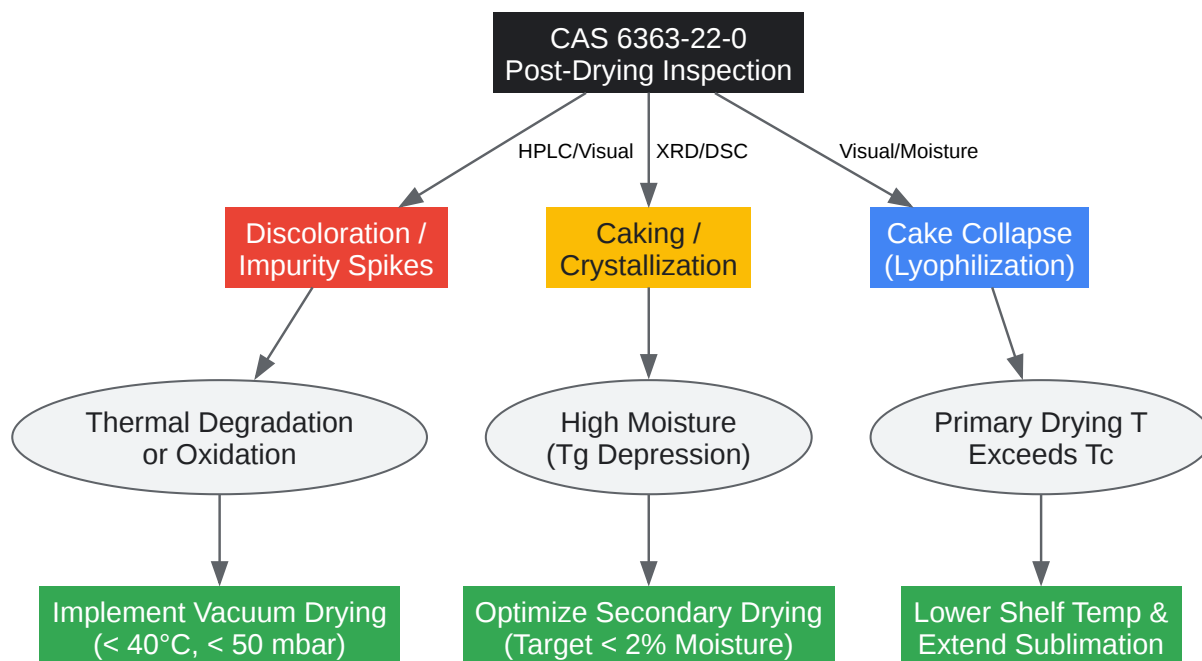 CAS 6363-22-0
Post-Drying Inspection
HPLC/Visual
XRD/DSC
Visual/Moisture
Discoloration /
Impurity Spikes
Caking /
Crystallization
Cake Collapse
(Lyophilization)
Thermal Degradation
or Oxidation
High Moisture
(Tg Depression)
Primary Drying T
Exceeds Tc
Implement Vacuum Drying
(< 40°C, < 50 mbar)
Optimize Secondary Drying
(Target < 2% Moisture)
Lower Shelf Temp &
Extend Sublimation